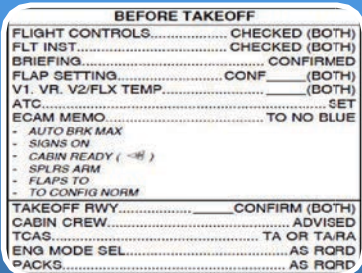 BEFORE TAKEOFF
FLIGHT CONTROLS.................. CHECKED (BOTH)
FLT INST............................... CHECKED (BOTH)
BRIEFING.................................... CONFIRMED
FLAP SETTING.................... CONF_____(BOTH)
V1. VR. V2/FLX TEMP................. _____(BOTH)
ATC..................................................... SET
ECAM MEMO................................ TO NO BLUE
- AUTO BRK MAX
- SIGNS ON
- CABIN READY ( )
- SPLRS ARM
- FLAPS TO
- TO CONFIG NORM
TAKEOFF RWY............... _____CONFIRM (BOTH)
CABIN CREW................................... ADVISED
TCAS....................................... TA OR TA/RA
ENG MODE SEL............................. AS RQRD
PACKS......................................... AS RQRD